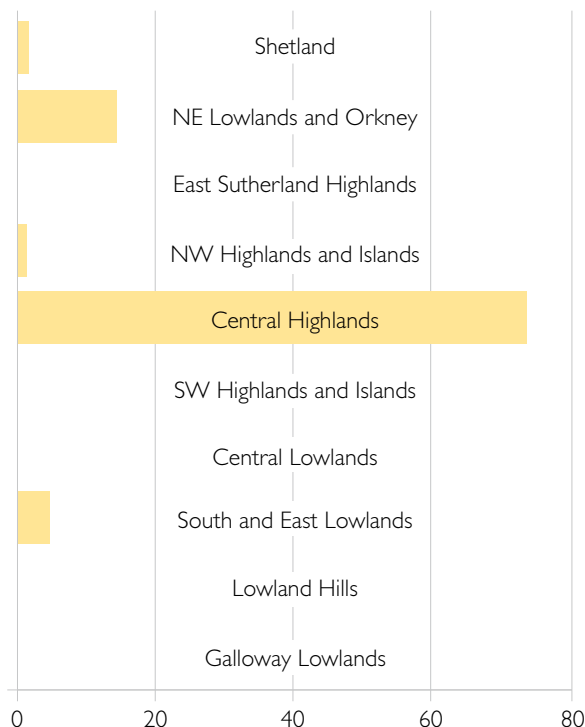 Shetland
NE Lowlands and Orkney
East Sutherland Highlands
NW Highlands and Islands
Central Highlands
SW Highlands and Islands
Central Lowlands
South and East Lowlands
Lowland Hills
Galloway Lowlands
0 20 40 60 80